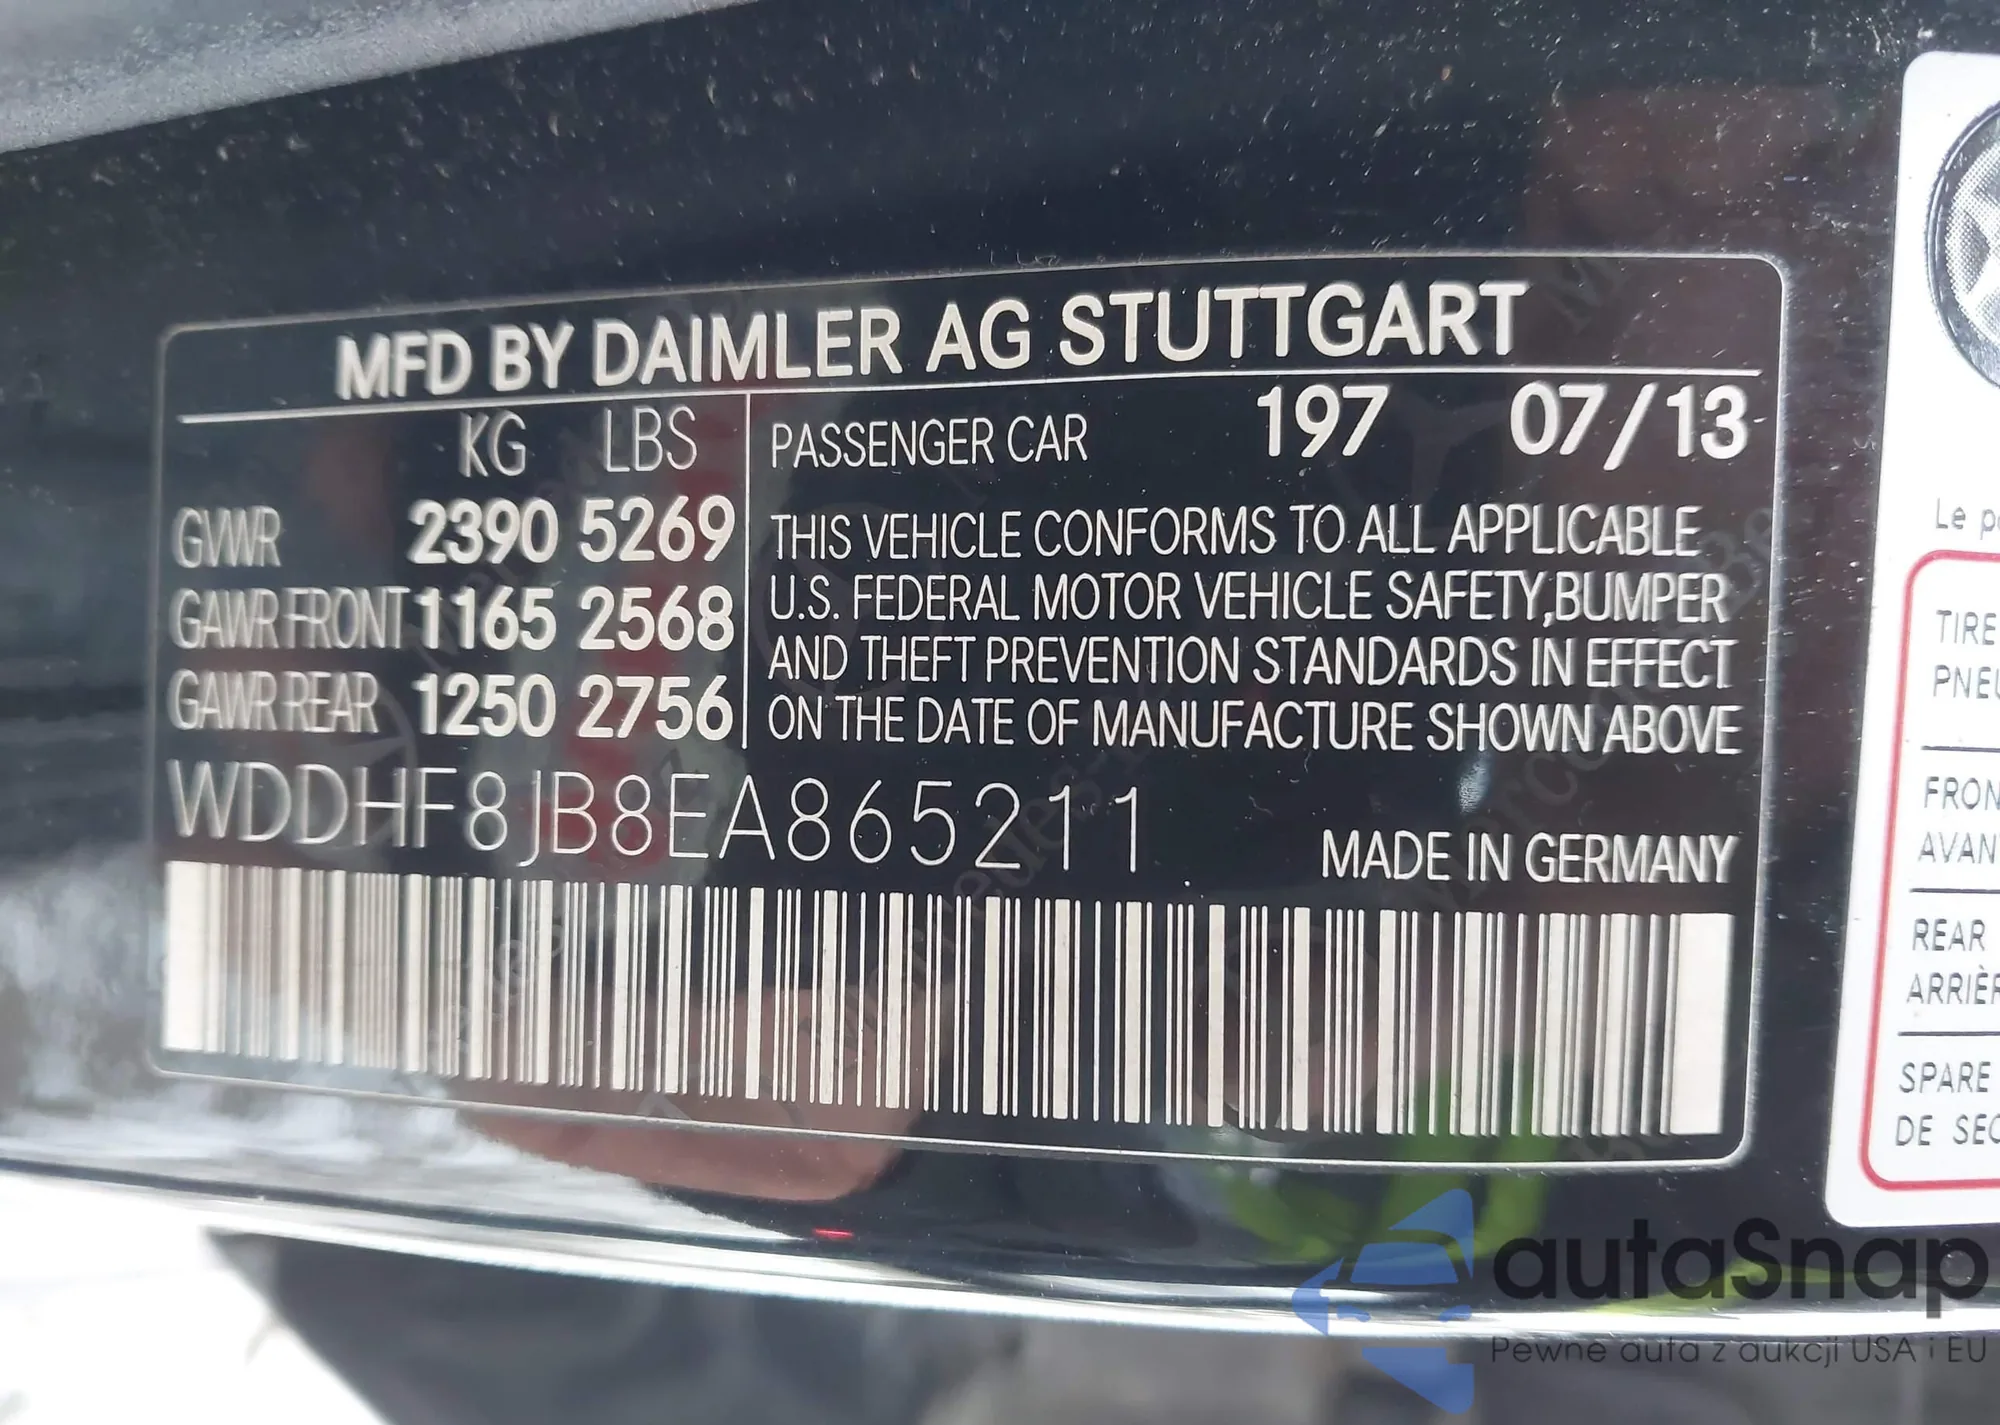 MFD BY DAIMLER AG STUTTGART
KG LBS
GVWR 2390 5269
GAWR FRONT 1165 2568
GAWR REAR 1250 2756
PASSENGER CAR 197 07/13
THIS VEHICLE CONFORMS TO ALL APPLICABLE
U.S. FEDERAL MOTOR VEHICLE SAFETY,BUMPER
AND THEFT PREVENTION STANDARDS IN EFFECT
ON THE DATE OF MANUFACTURE SHOWN ABOVE
WDDHF8JB8EA865211
MADE IN GERMANY
Le
TIRE
FRON
AVAN
REAR
SPARE
DE
autaSnap
Pewne auta z aukcji USA i EU